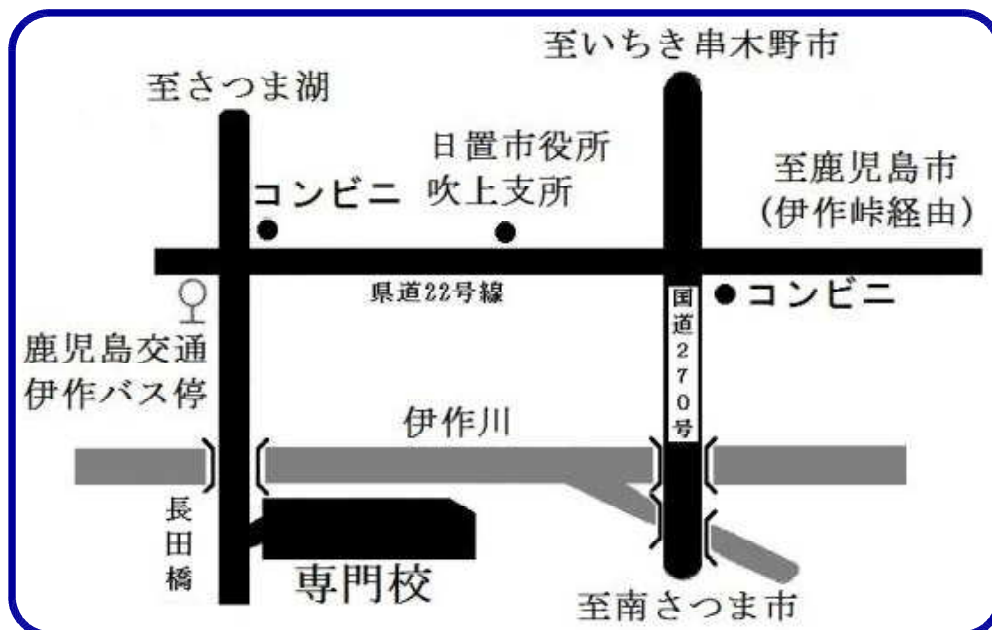 至いちき串木野市
至さつま湖
日置市役所
吹上支所
至鹿児島市
(伊作峠経由)
コンビニ
県道22号線
コンビニ
国道270号
鹿児島交通
伊作バス停
伊作川
長田橋
専門校
至南さつま市